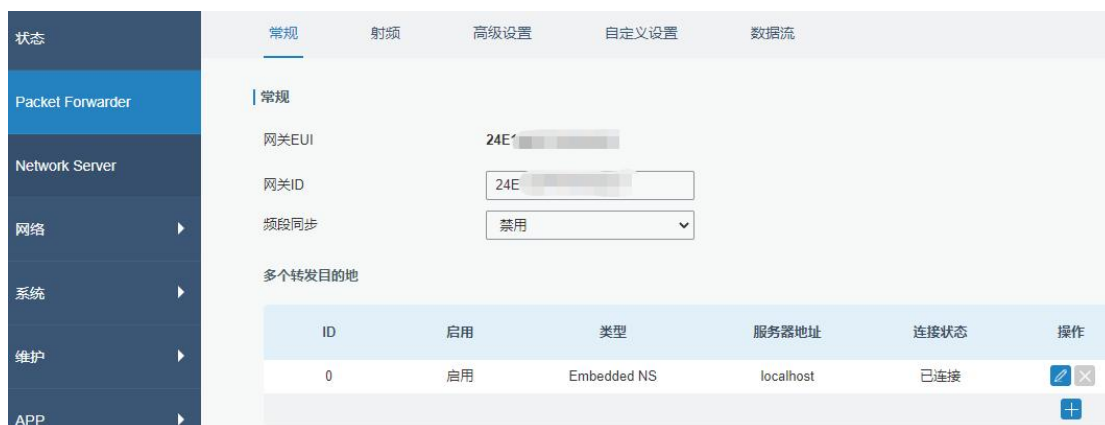 状态
Packet Forwarder
Network Server
网络
系统
维护
APP
常规 射频 高级设置 自定义设置 数据流
常规
网关EUI 24E
网关ID 24E
频段同步 禁用
多个转发目的地
ID 启用 类型 服务器地址 连接状态 操作
0 启用 Embedded NS localhost 已连接